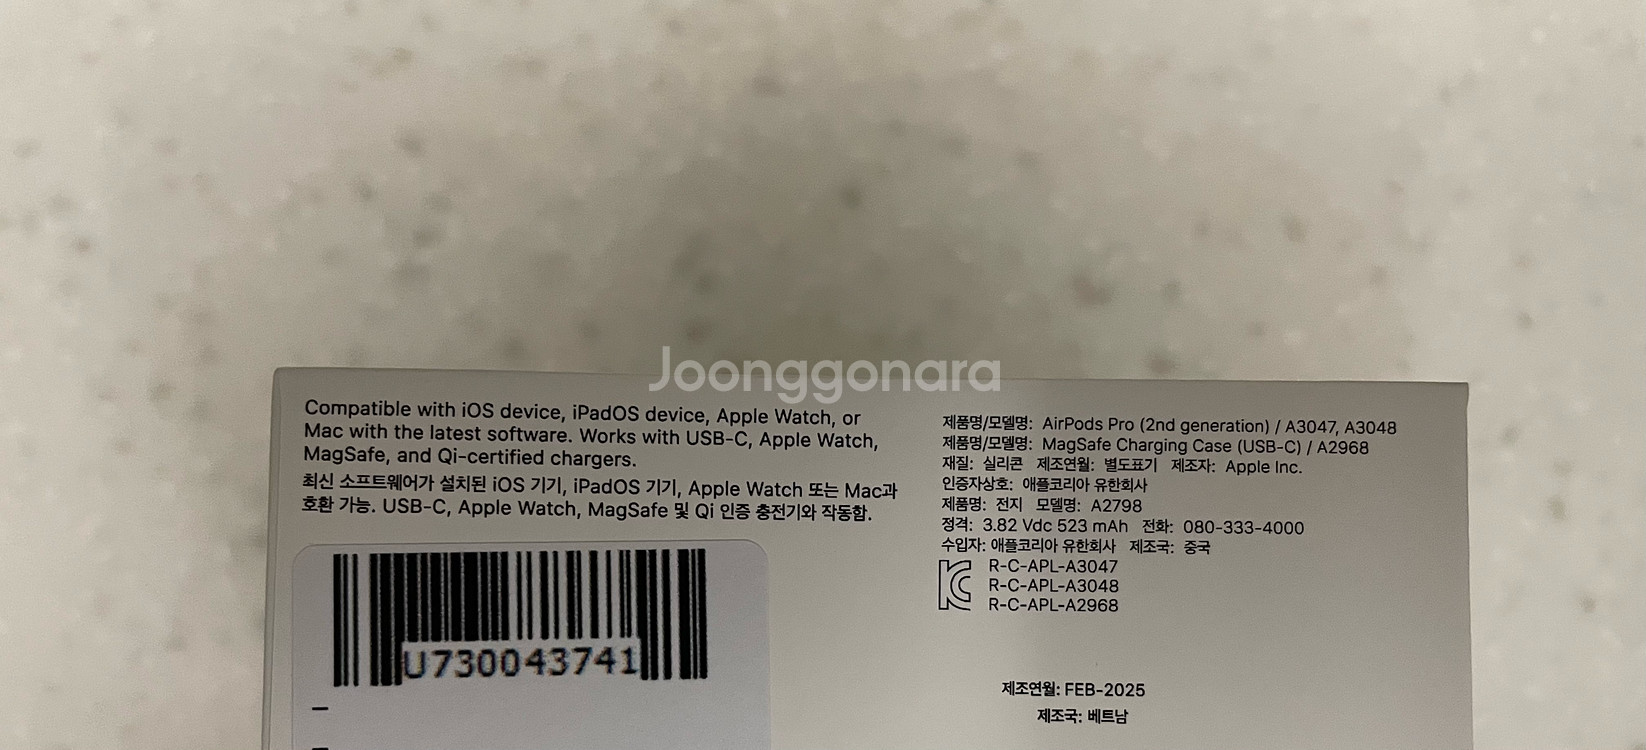 Joonggonara
Compatible with iOS device, iPadOS device, Apple Watch, or
Mac with the latest software. Works with USB-C, Apple Watch,
MagSafe, and Qi-certified chargers.
최신 소프트웨어가 설치된 iOS 기기, iPadOS 기기, Apple Watch 또는 Mac과
호환 가능. USB-C, Apple Watch, MagSafe 및 Qi 인증 충전기와 작동함.
U730043741
제품명/모델명: AirPods Pro (2nd generation) / A3047, A3048
제품명/모델명: MagSafe Charging Case (USB-C) / A2968
재질: 실리콘 제조연월: 별도표기 제조자: Apple Inc.
인증자상호: 애플코리아 유한회사
제품명: 전지 모델명: A2798
정격: 3.82 Vdc 523 mAh 전화: 080-333-4000
수입자: 애플코리아 유한회사 제조국: 중국
R-C-APL-A3047
R-C-APL-A3048
R-C-APL-A2968
제조연월: FEB-2025
제조국: 베트남